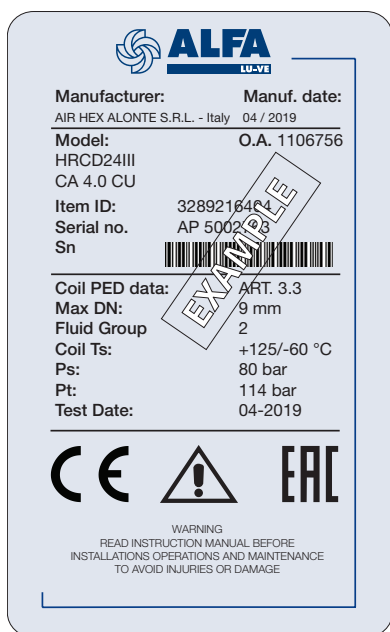 ALFA
LU-VE
Manufacturer: Manuf. date:
AIR HEX ALONTE S.R.L. - Italy 04 / 2019
Model: O.A. 1106756
HRCD24III
CA 4.0 CU
Item ID:
Serial no. AP
Sn
EXAMPLE
Coil PED data: ART. 3.3
Max DN: 9 mm
Fluid Group 2
Coil Ts: +125/-60 °C
Ps: 80 bar
Pt: 114 bar
Test Date: 04-2019
CE
EAC
WARNING
READ INSTRUCTION MANUAL BEFORE
INSTALLATIONS OPERATIONS AND MAINTENANCE
TO AVOID INJURIES OR DAMAGE